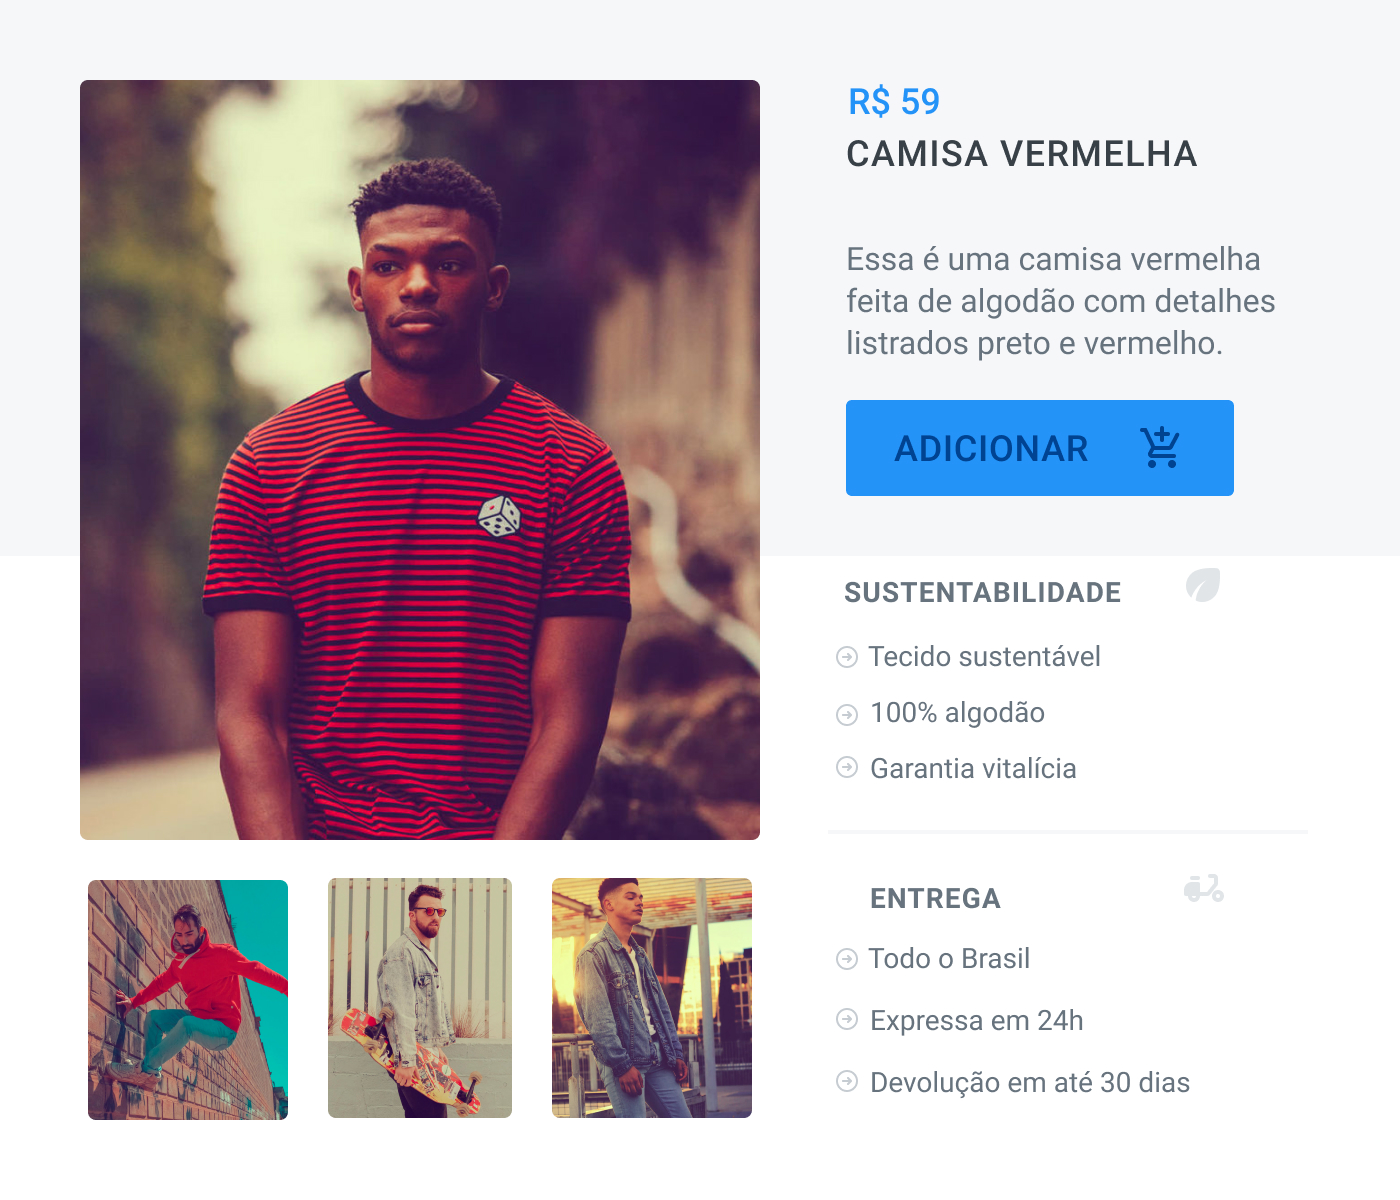 R$ 59
CAMISA VERMELHA
Essa é uma camisa vermelha
feita de algodão com detalhes
listrados preto e vermelho.
ADICIONAR
SUSTENTABILIDADE
Tecido sustentável
100% algodão
Garantia vitalícia
ENTREGA
Todo o Brasil
Expressa em 24h
Devolução em até 30 dias